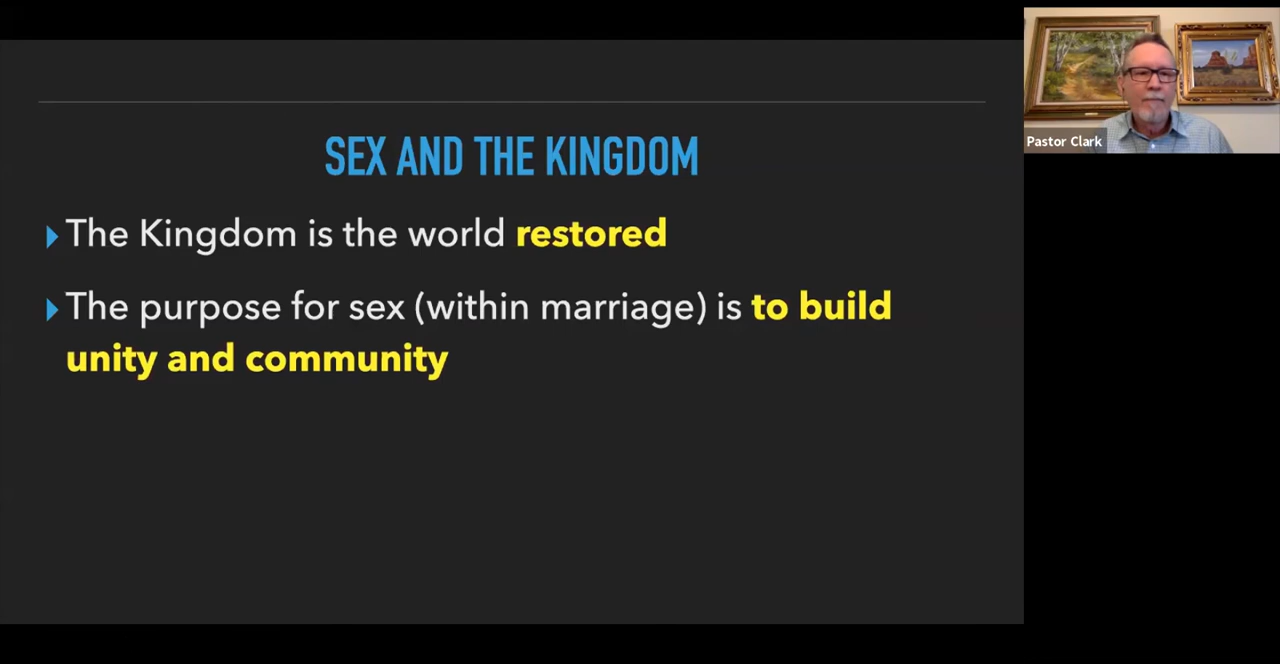 SEX AND THE KINGDOM
The Kingdom is the world restored
The purpose for sex (within marriage) is to build
unity and community
Pastor Clark